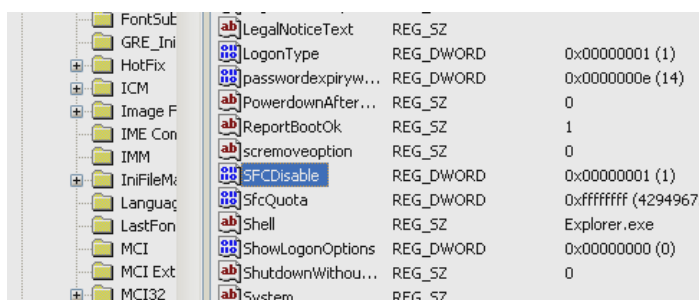 FontSub
GRE_Ini
HotFix
ICM
Image F
IME Con
IMM
IniFileMa
Languag
LastFon
MCI
MCI Ext
MCI32
LegalNoticeText REG_SZ
LogonType REG_DWORD 0x00000001 (1)
passwordexpiryw... REG_DWORD 0x0000000e (14)
PowerdownAfter... REG_SZ 0
ReportBootOk REG_SZ 1
scremoveoption REG_SZ 0
SFCDisable REG_DWORD 0x00000001 (1)
SfcQuota REG_DWORD 0xffffffff (4294967
Shell REG_SZ Explorer.exe
ShowLogonOptions REG_DWORD 0x00000000 (0)
ShutdownWithou... REG_SZ 0
System REG_SZ